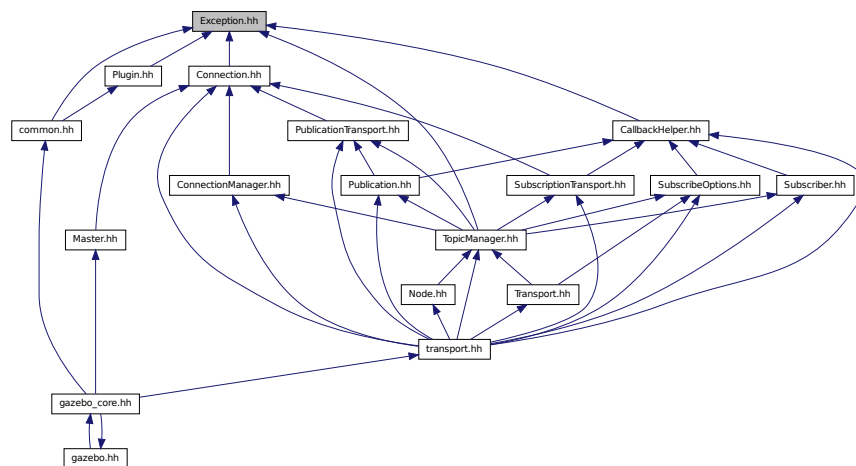 Exception.hh
Plugin.hh
Connection.hh
common.hh
PublicationTransport.hh
CallbackHelper.hh
ConnectionManager.hh
Publication.hh
SubscriptionTransport.hh
SubscribeOptions.hh
Subscriber.hh
Master.hh
TopicManager.hh
Node.hh
Transport.hh
transport.hh
gazebo_core.hh
gazebo.hh